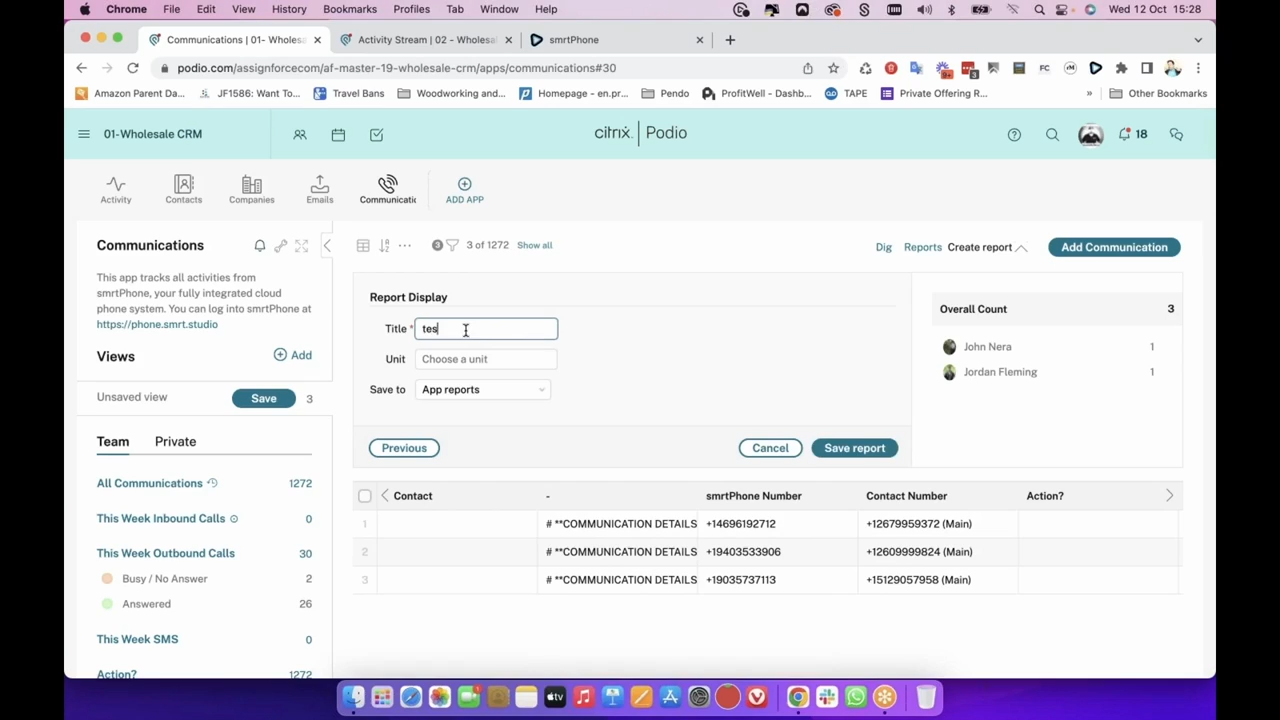 Chrome File Edit View History Bookmarks Profiles Tab Window Help Wed 12 Oct 15:28
Communications | 01- Wholes
Activity Stream | 02 - Wholesa
smrtPhone
podio.com/assignforcecom/af-master-19-wholesale-crm/apps/communications#30
Amazon Parent Da... JF1586: Want To... Travel Bans Woodworking and... Homepage - en.pr... Pendo ProfitWell - Dashb... TAPE Private Offering R... » Other Bookmarks
01-Wholesale CRM
citrix | Podio
18
Activity
Contacts
Companies
Emails
Communicatic
ADD APP
Communications
This app tracks all activities from
smrtPhone, your fully integrated cloud
phone system. You can log into smrtPhone at
https://phone.smrt.studio
Views
Add
Unsaved view Save 3
Team Private
All Communications 1272
This Week Inbound Calls 0
This Week Outbound Calls 30
Busy / No Answer 2
Answered 26
This Week SMS 0
Action? 1272
3 3 of 1272 Show all
Dig Reports Create report Add Communication
Report Display
Title * tes
Unit Choose a unit
Save to App reports
Previous Cancel Save report
Overall Count 3
John Nera 1
Jordan Fleming 1
Contact - smrtPhone Number Contact Number Action?
1 # **COMMUNICATION DETAILS +14696192712 +12679959372 (Main)
2 # **COMMUNICATION DETAILS +19403533906 +12609999824 (Main)
3 # **COMMUNICATION DETAILS +19035737113 +15129057958 (Main)